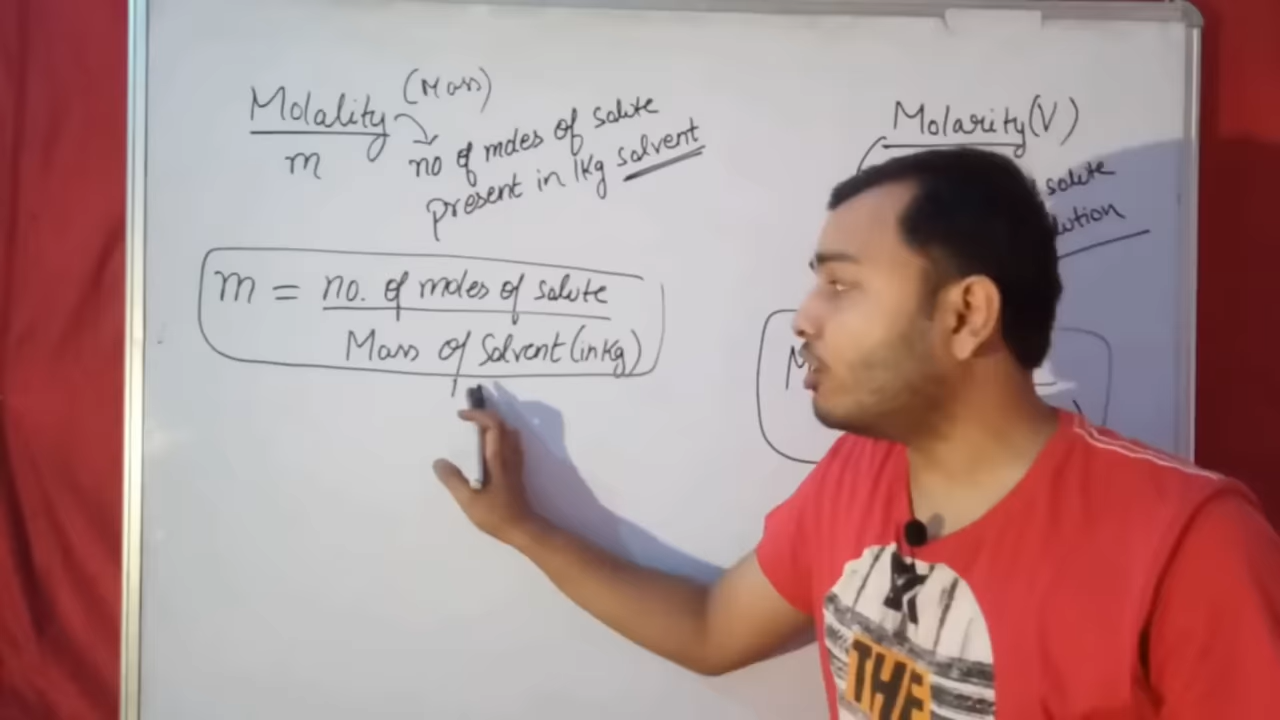 Molality (Mass)
m
no of moles of solute
present in 1Kg solvent
m = no. of moles of solute
Mass of Solvent (in Kg)
Molarity (V)
solute
M
THE